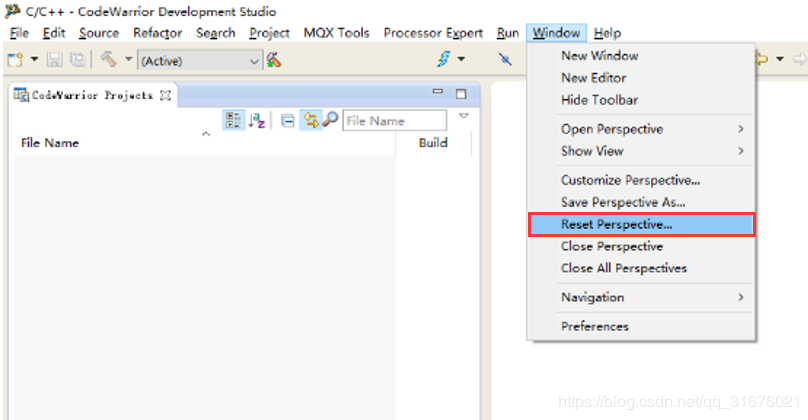 C/C++ - CodeWarrior Development Studio
File Edit Source Refactor Search Project MQX Tools Processor Expert Run Window Help
(Active)
CodeWarrior Projects
File Name
File Name Build
New Window
New Editor
Hide Toolbar
Open Perspective
Show View
Customize Perspective...
Save Perspective As...
Reset Perspective...
Close Perspective
Close All Perspectives
Navigation
Preferences
https://blog.csdn.net/qq_31676021